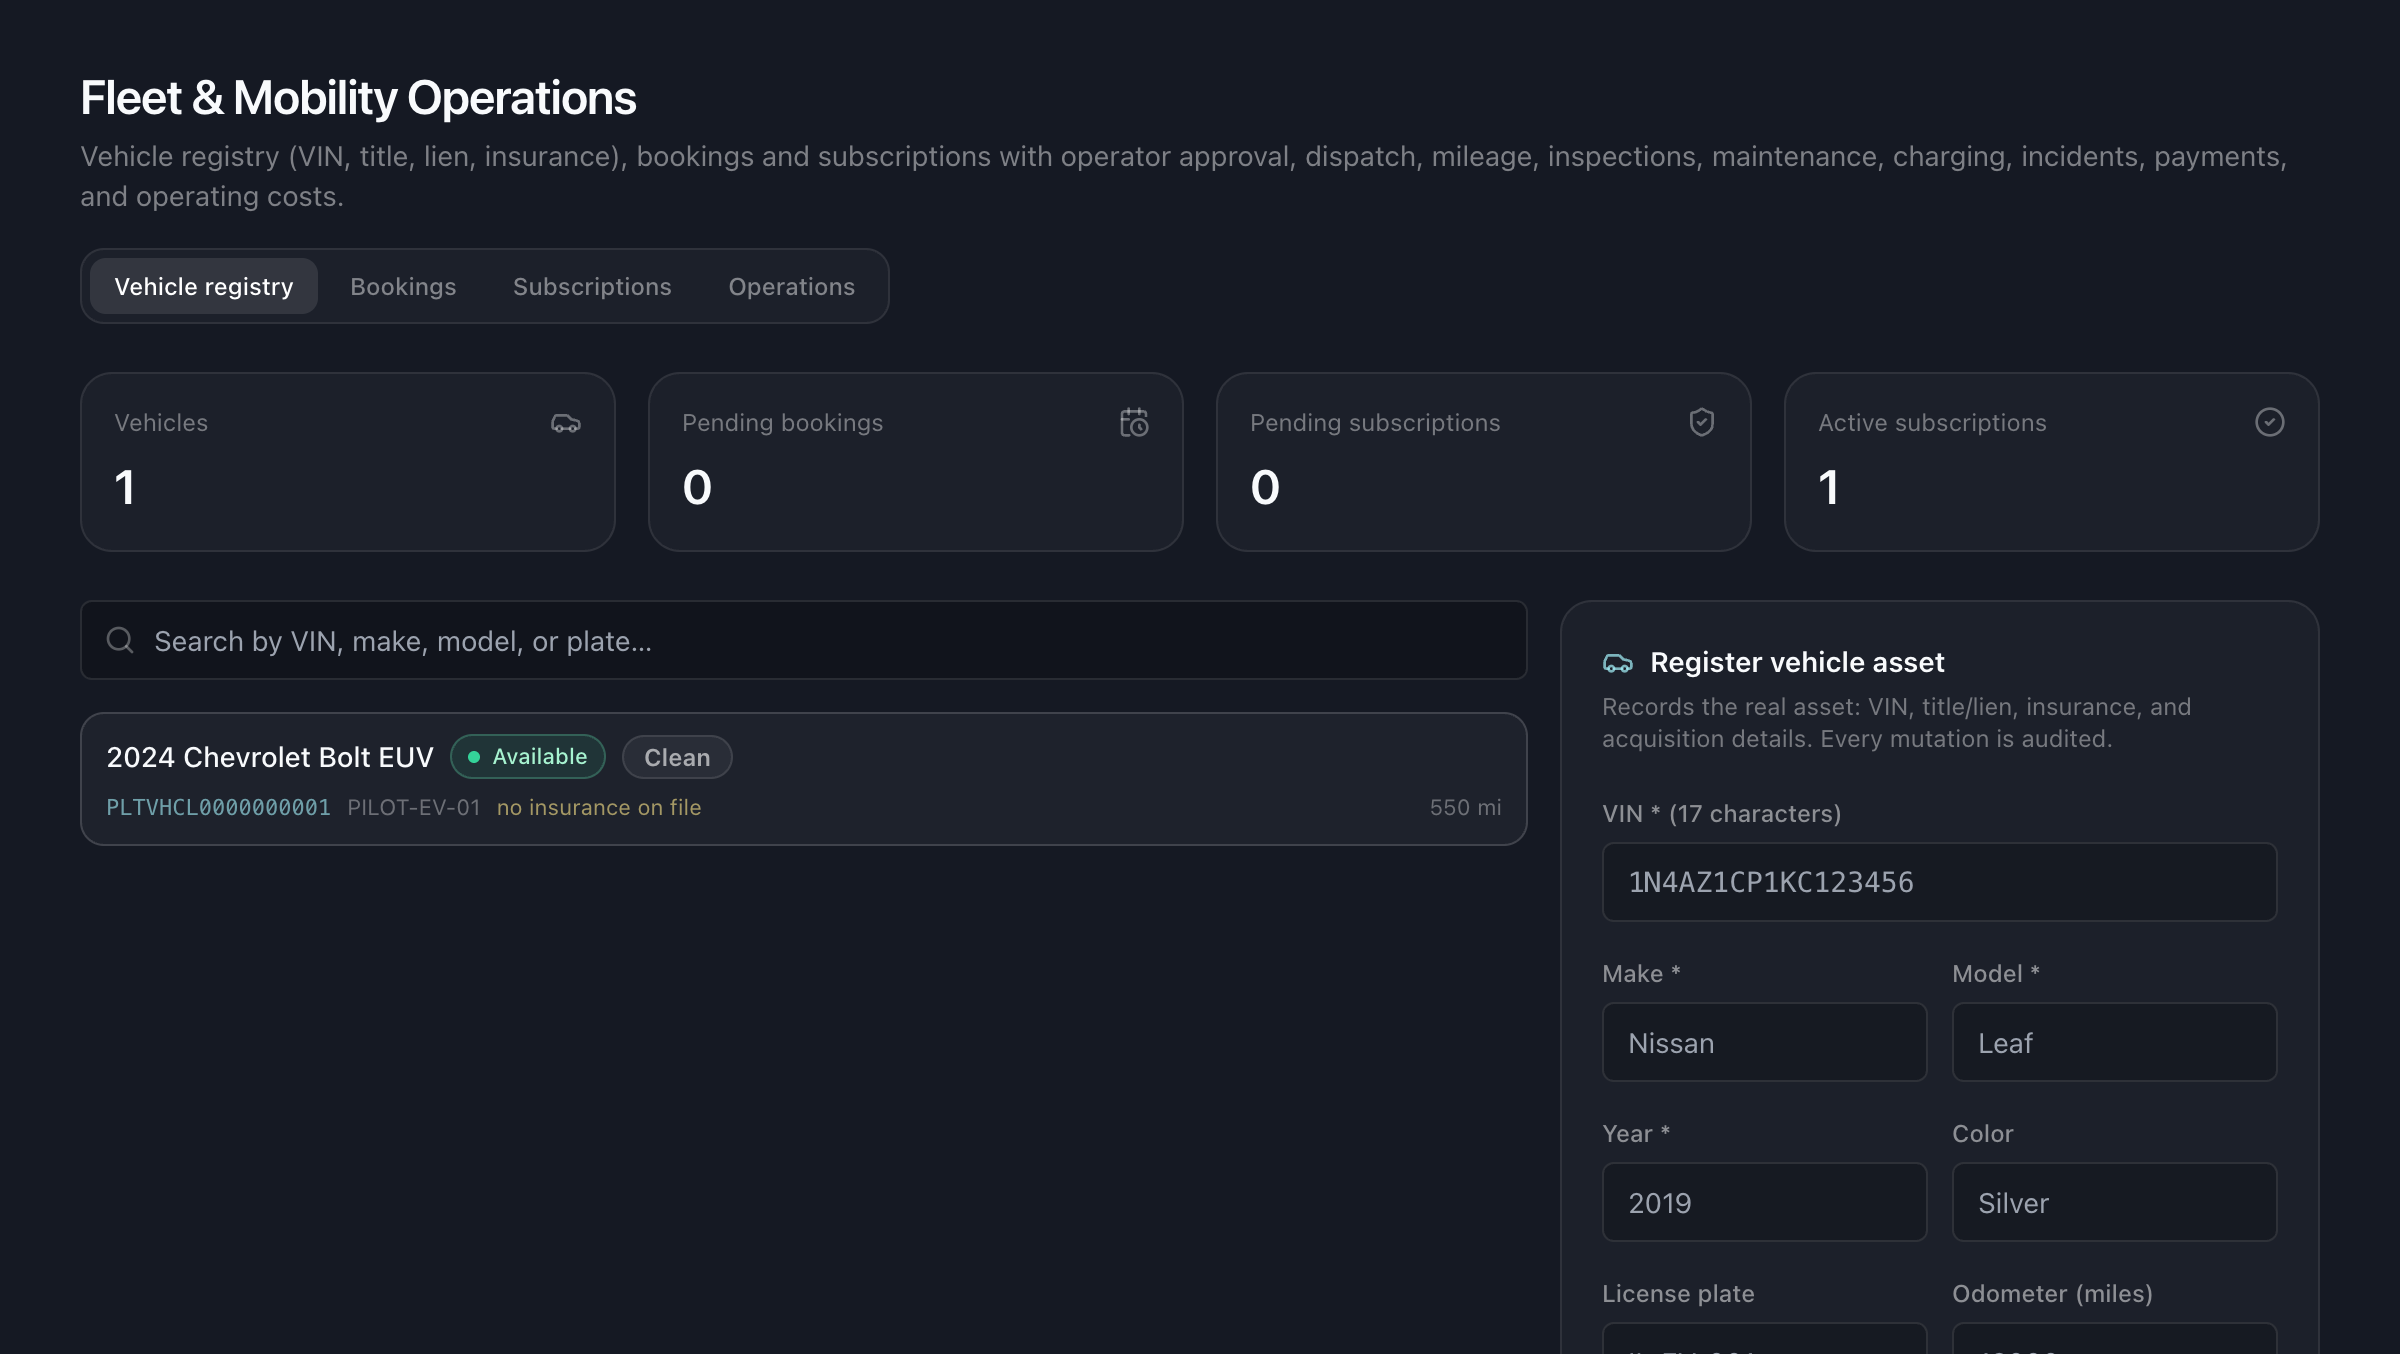 Fleet & Mobility Operations
Vehicle registry (VIN, title, lien, insurance), bookings and subscriptions with operator approval, dispatch, mileage, inspections, maintenance, charging, incidents, payments,
and operating costs.
Vehicle registry Bookings Subscriptions Operations
Vehicles
1
Pending bookings
0
Pending subscriptions
0
Active subscriptions
1
Search by VIN, make, model, or plate...
2024 Chevrolet Bolt EUV Available Clean
PLTVHCL0000000001 PILOT-EV-01 no insurance on file 550 mi
Register vehicle asset
Records the real asset: VIN, title/lien, insurance, and
acquisition details. Every mutation is audited.
VIN * (17 characters)
1N4AZ1CP1KC123456
Make * Model *
Nissan Leaf
Year * Color
2019 Silver
License plate Odometer (miles)